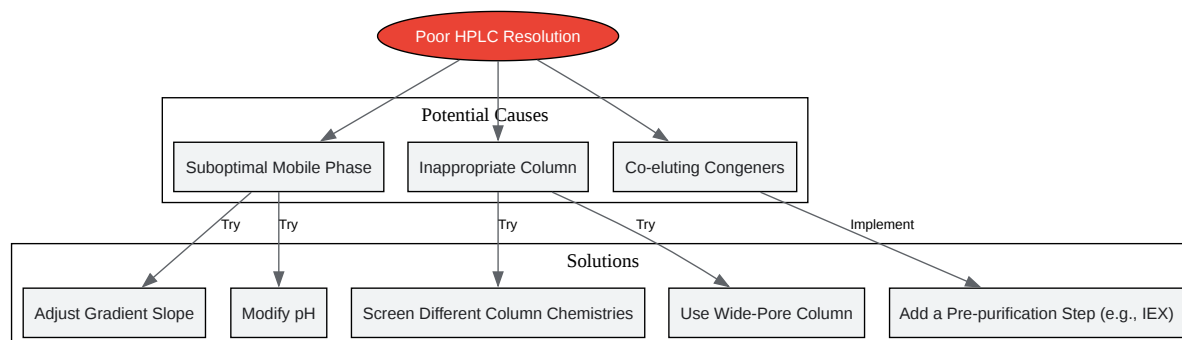 Poor HPLC Resolution
Potential Causes
Suboptimal Mobile Phase
Inappropriate Column
Co-eluting Congeners
Try
Try
Try
Try
Implement
Solutions
Adjust Gradient Slope
Modify pH
Screen Different Column Chemistries
Use Wide-Pore Column
Add a Pre-purification Step (e.g., IEX)